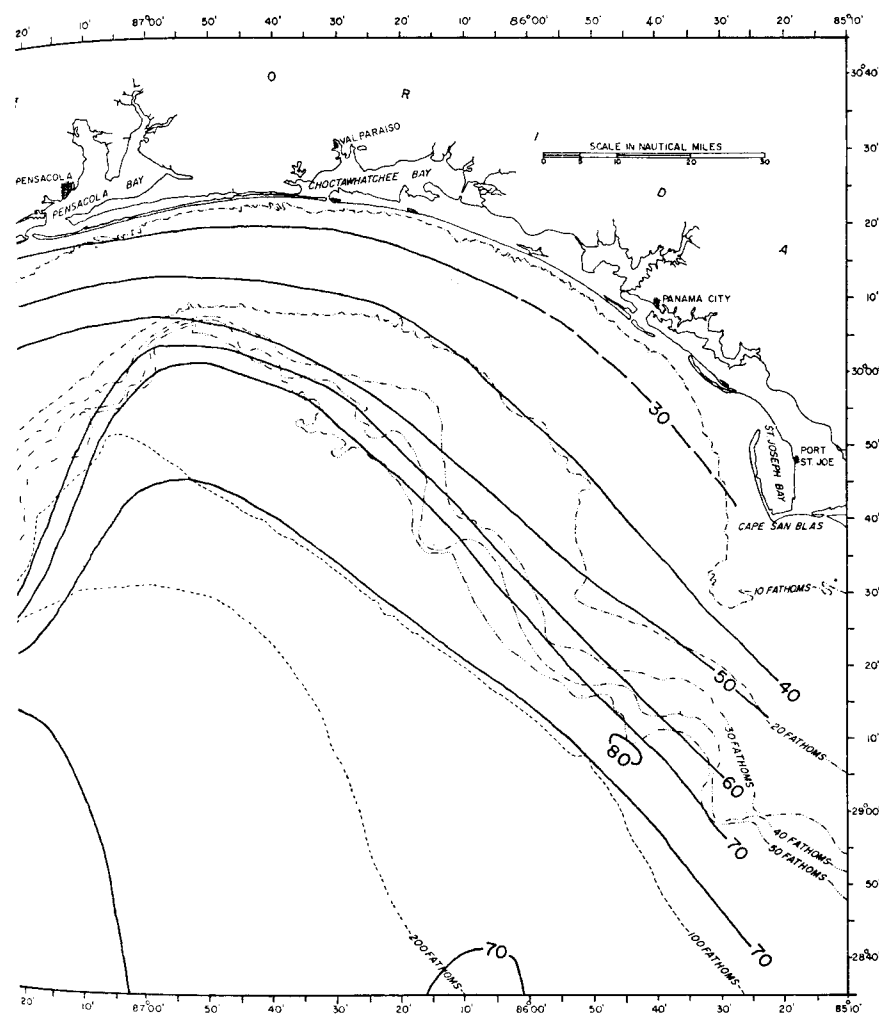 20' 10' 87°00' 50' 40' 30' 20' 10' 86°00' 50' 40' 30' 20' 85°10'
O
R
I
D
A
30°40'
30'
20'
10'
30°00'
50'
40'
30'
20'
10'
29°00'
50'
28°40'
SCALE IN NAUTICAL MILES
0 5 10 20 30
VALPARAISO
PENSACOLA
PENSACOLA BAY
CHOCTAWHATCHEE BAY
PANAMA CITY
ST. JOSEPH BAY
PORT
ST. JOE
CAPE SAN BLAS
30
10 FATHOMS
40
50
20 FATHOMS
30 FATHOMS
80
60
40 FATHOMS
50 FATHOMS
70
70
70
200 FATHOMS
100 FATHOMS
20' 10' 87°00' 50' 40' 30' 20' 10' 86°00' 50' 40' 30' 20' 85°10'